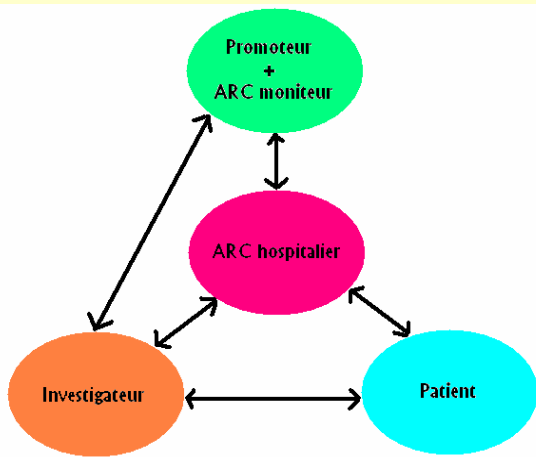 Promoteur
+
ARC moniteur
ARC hospitalier
Investigateur
Patient